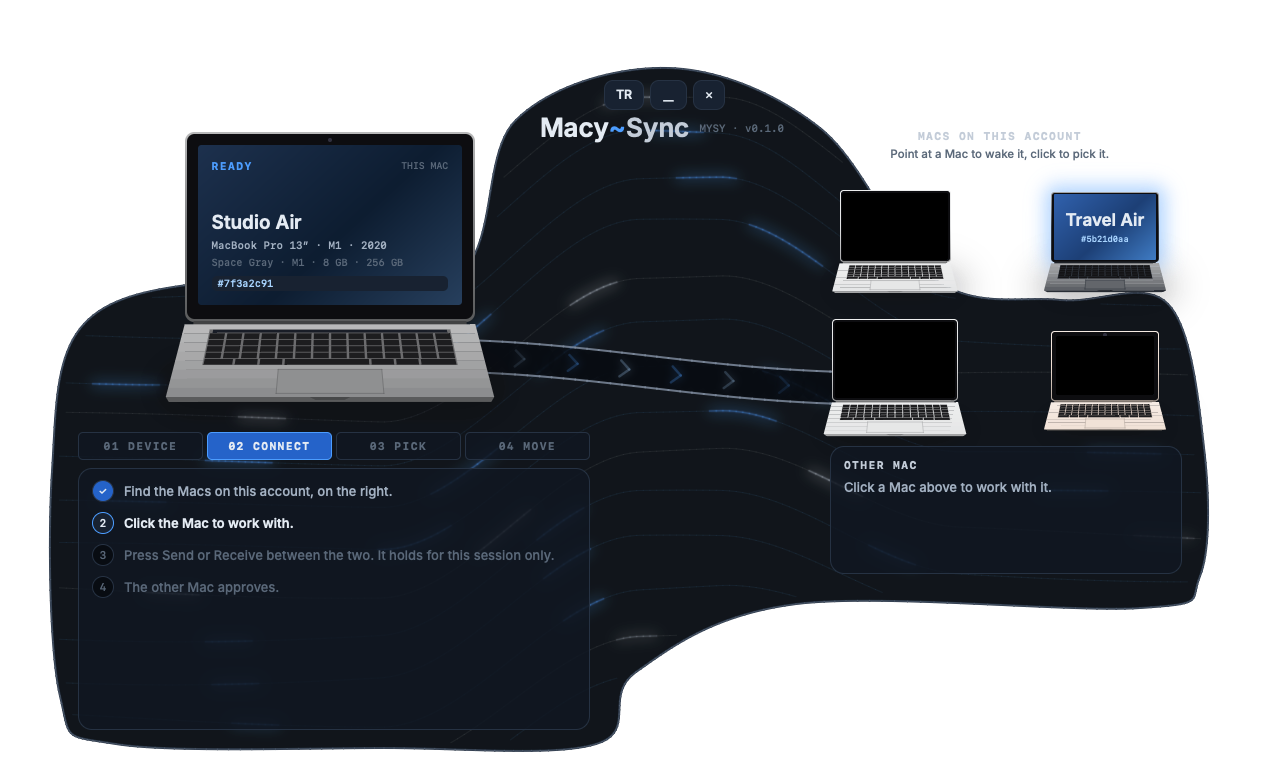 TR _ ×
Macy~Sync MYSY · v0.1.0
READY THIS MAC
Studio Air
MacBook Pro 13″ · M1 · 2020
Space Gray · M1 · 8 GB · 256 GB
#7f3a2c91
MACS ON THIS ACCOUNT
Point at a Mac to wake it, click to pick it.
Travel Air
#5b21d0aa
01 DEVICE
02 CONNECT
03 PICK
04 MOVE
Find the Macs on this account, on the right.
2 Click the Mac to work with.
3 Press Send or Receive between the two. It holds for this session only.
4 The other Mac approves.
OTHER MAC
Click a Mac above to work with it.